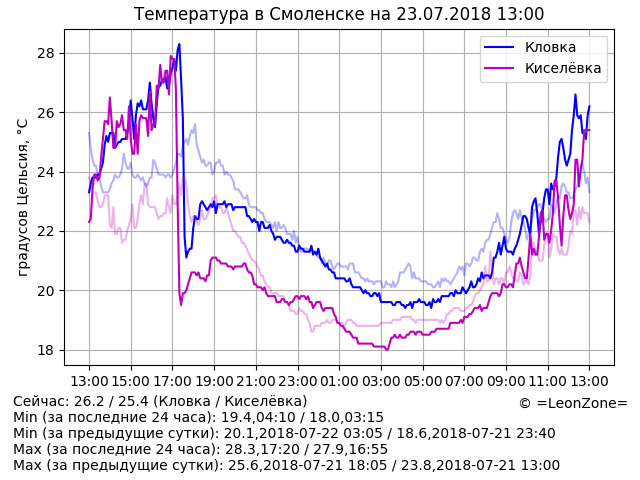 Температура в Смоленске на 23.07.2018 13:00
Кловка
Киселёвка
градусов Цельсия, °C
28
26
24
22
20
18
13:00 15:00 17:00 19:00 21:00 23:00 01:00 03:00 05:00 07:00 09:00 11:00 13:00
Сейчас: 26.2 / 25.4 (Кловка / Киселёвка)
© =LeonZone=
Min (за последние 24 часа): 19.4,04:10 / 18.0,03:15
Min (за предыдущие сутки): 20.1,2018-07-22 03:05 / 18.6,2018-07-21 23:40
Max (за последние 24 часа): 28.3,17:20 / 27.9,16:55
Max (за предыдущие сутки): 25.6,2018-07-21 18:05 / 23.8,2018-07-21 13:00